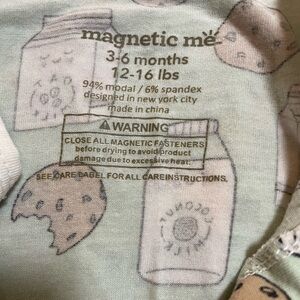 magnetic me
3-6 months
12-16 lbs
94% modal / 6% spandex
designed in new york city
made in china
WARNING
CLOSE ALL MAGNETIC FASTENERS
before drying to avoid product
damage due to excessive heat.
SEE CARE LABEL FOR ALL CARE INSTRUCTIONS.
MILK